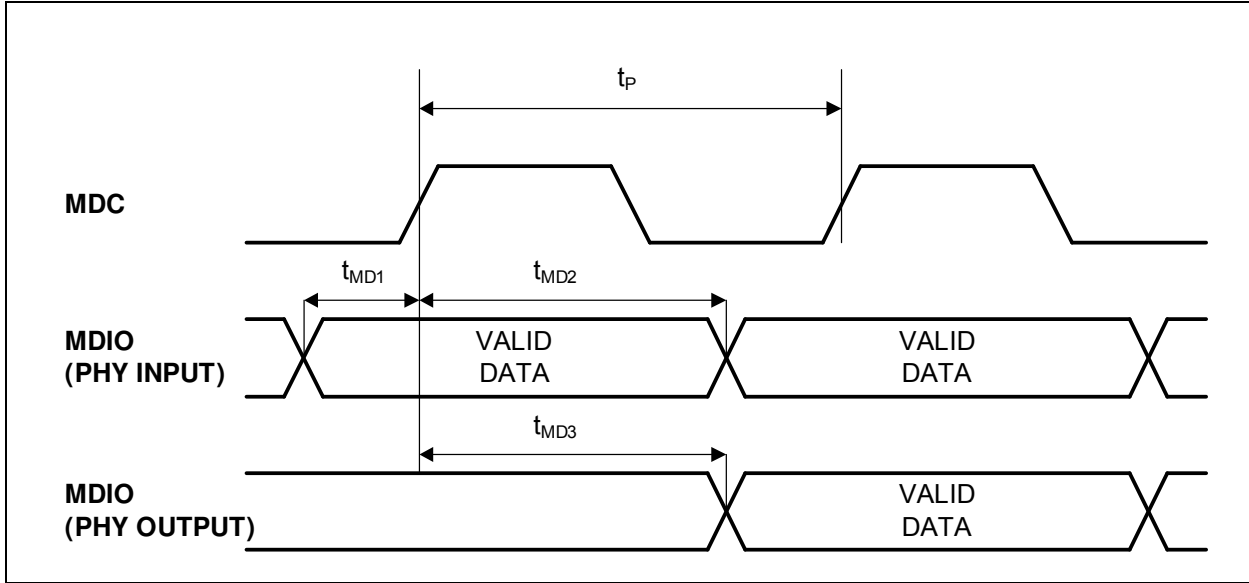 tP
MDC
tMD1
tMD2
MDIO
(PHY INPUT)
VALID
DATA
VALID
DATA
tMD3
MDIO
(PHY OUTPUT)
VALID
DATA